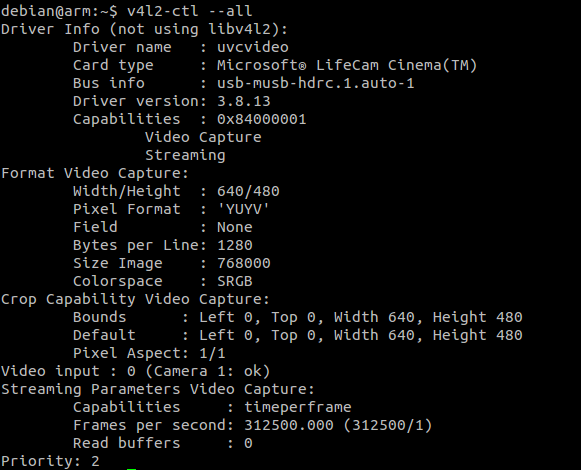 debian@arm:~$ v4l2-ctl --all
Driver Info (not using libv4l2):
        Driver name   : uvcvideo
        Card type     : Microsoft® LifeCam Cinema(TM)
        Bus info      : usb-musb-hdrc.1.auto-1
        Driver version: 3.8.13
        Capabilities  : 0x84000001
                Video Capture
                Streaming
Format Video Capture:
        Width/Height  : 640/480
        Pixel Format  : 'YUYV'
        Field         : None
        Bytes per Line: 1280
        Size Image    : 768000
        Colorspace    : SRGB
Crop Capability Video Capture:
        Bounds      : Left 0, Top 0, Width 640, Height 480
        Default     : Left 0, Top 0, Width 640, Height 480
        Pixel Aspect: 1/1
Video input : 0 (Camera 1: ok)
Streaming Parameters Video Capture:
        Capabilities     : timeperframe
        Frames per second: 312500.000 (312500/1)
        Read buffers     : 0
Priority: 2